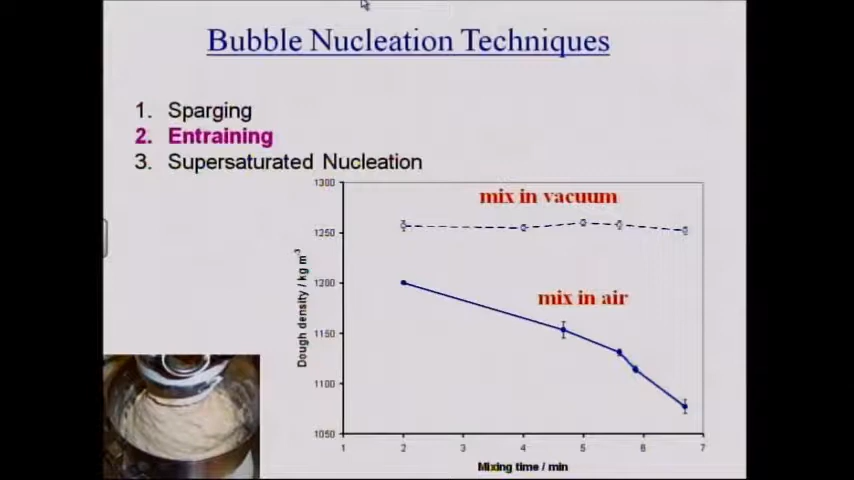 Bubble Nucleation Techniques
1. Sparging
2. Entraining
3. Supersaturated Nucleation
mix in vacuum
mix in air
Dough density / kg m⁻³
1300
1250
1200
1150
1100
1050
1 2 3 4 5 6 7
Mixing time / min